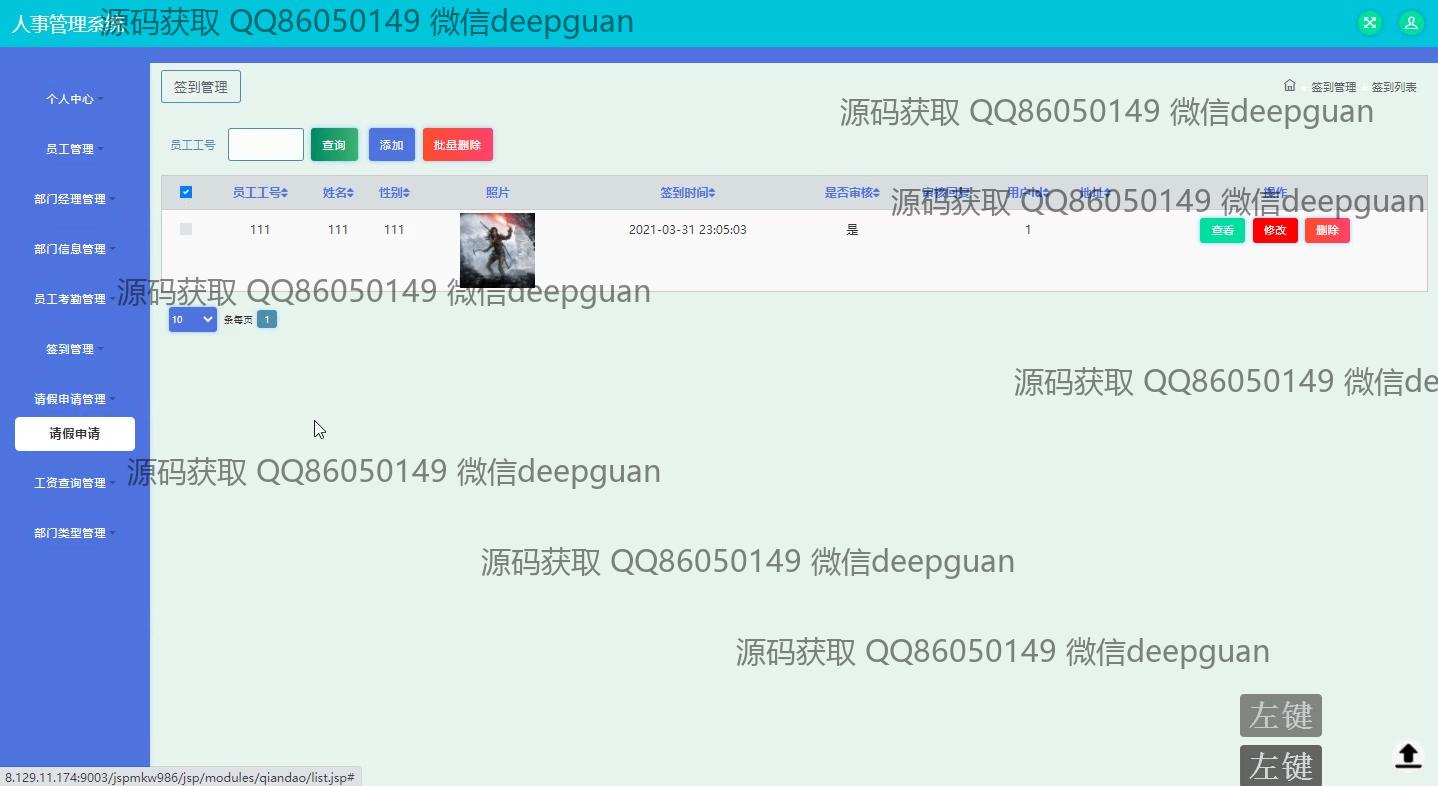 人事管理系统
源码获取 QQ86050149 微信deepguan
签到管理
签到管理
签到列表
源码获取 QQ86050149 微信deepguan
个人中心
员工管理
部门经理管理
部门信息管理
员工考勤管理
签到管理
请假申请管理
请假申请
工资查询管理
部门类型管理
员工工号
查询
添加
批量删除
员工工号 姓名 性别 照片 签到时间 是否审核 审核回复 用户id 地址 操作
源码获取 QQ86050149 微信deepguan
111 111 111 2021-03-31 23:05:03 是 1 查看 修改 删除
源码获取 QQ86050149 微信deepguan
10 条每页 1
源码获取 QQ86050149 微信de
源码获取 QQ86050149 微信deepguan
源码获取 QQ86050149 微信deepguan
源码获取 QQ86050149 微信deepguan
左键
左键
8.129.11.174:9003/jspmkw986/jsp/modules/qiandao/list.jsp#